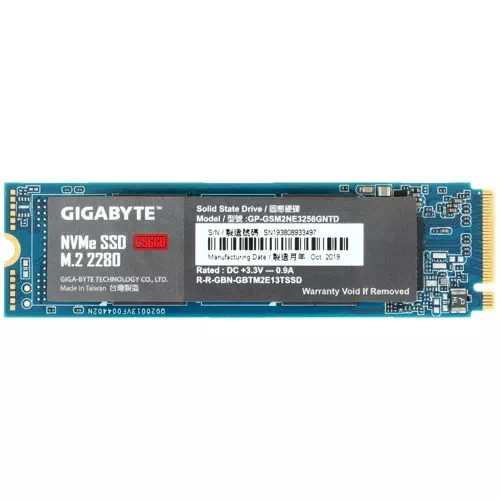 GIGABYTE™
NVMe SSD 256GB
M.2 2280
GIGA-BYTE TECHNOLOGY CO., LTD.
Made in Taiwan 台灣製造
Solid State Drive / 固態硬碟
Model / 型號 :GP-GSM2NE3256GNTD
S/N / 製造號碼 SN193808933497
Manufacturing Date / 製造月年 Oct. 2019
Rated : DC +3.3V ⎓ 0.9A
R-R-GBN-GBTM2E13TSSD
Warranty Void If Removed